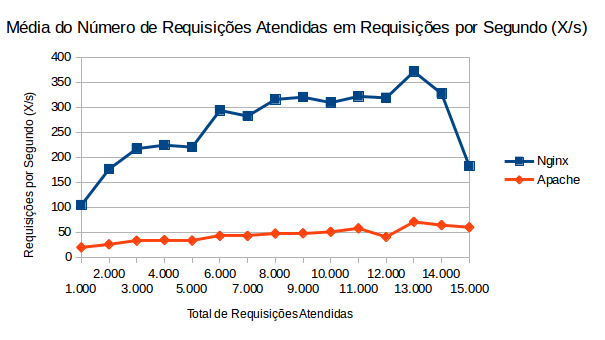 Média do Número de Requisições Atendidas em Requisições por Segundo (X/s)
400
350
300
250
200
150
100
50
0
Requisições por Segundo (X/s)
Nginx
Apache
2.000 4.000 6.000 8.000 10.000 12.000 14.000
1.000 3.000 5.000 7.000 9.000 11.000 13.000 15.000
Total de Requisições Atendidas